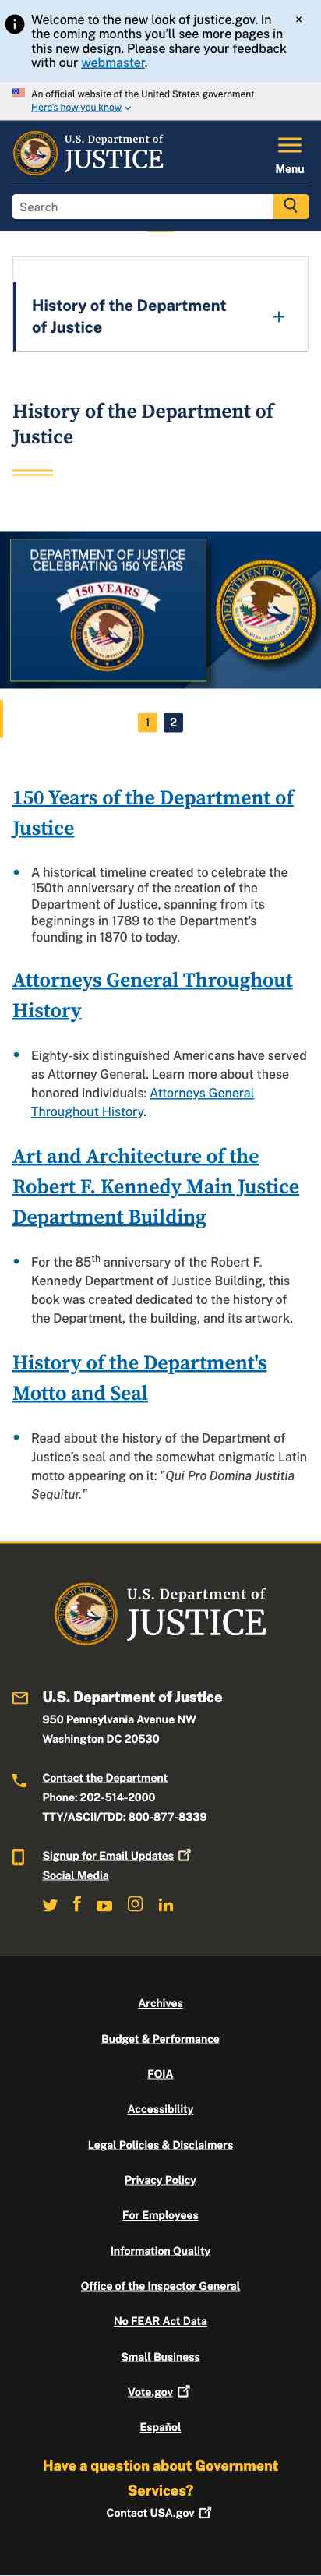 Welcome to the new look of justice.gov. In
the coming months you'll see more pages in
this new design. Please share your feedback
with our webmaster.
×
An official website of the United States government
Here's how you know
U.S. Department of
JUSTICE
Menu
Search
History of the Department
of Justice
+
History of the Department of
Justice
DEPARTMENT OF JUSTICE
CELEBRATING 150 YEARS
150 YEARS
1 2
150 Years of the Department of
Justice
A historical timeline created to celebrate the
150th anniversary of the creation of the
Department of Justice, spanning from its
beginnings in 1789 to the Department's
founding in 1870 to today.
Attorneys General Throughout
History
Eighty-six distinguished Americans have served
as Attorney General. Learn more about these
honored individuals: Attorneys General
Throughout History.
Art and Architecture of the
Robert F. Kennedy Main Justice
Department Building
For the 85th anniversary of the Robert F.
Kennedy Department of Justice Building, this
book was created dedicated to the history of
the Department, the building, and its artwork.
History of the Department's
Motto and Seal
Read about the history of the Department of
Justice's seal and the somewhat enigmatic Latin
motto appearing on it: "Qui Pro Domina Justitia
Sequitur."
U.S. Department of
JUSTICE
U.S. Department of Justice
950 Pennsylvania Avenue NW
Washington DC 20530
Contact the Department
Phone: 202-514-2000
TTY/ASCII/TDD: 800-877-8339
Signup for Email Updates
Social Media
Archives
Budget & Performance
FOIA
Accessibility
Legal Policies & Disclaimers
Privacy Policy
For Employees
Information Quality
Office of the Inspector General
No FEAR Act Data
Small Business
Vote.gov
Español
Have a question about Government
Services?
Contact USA.gov